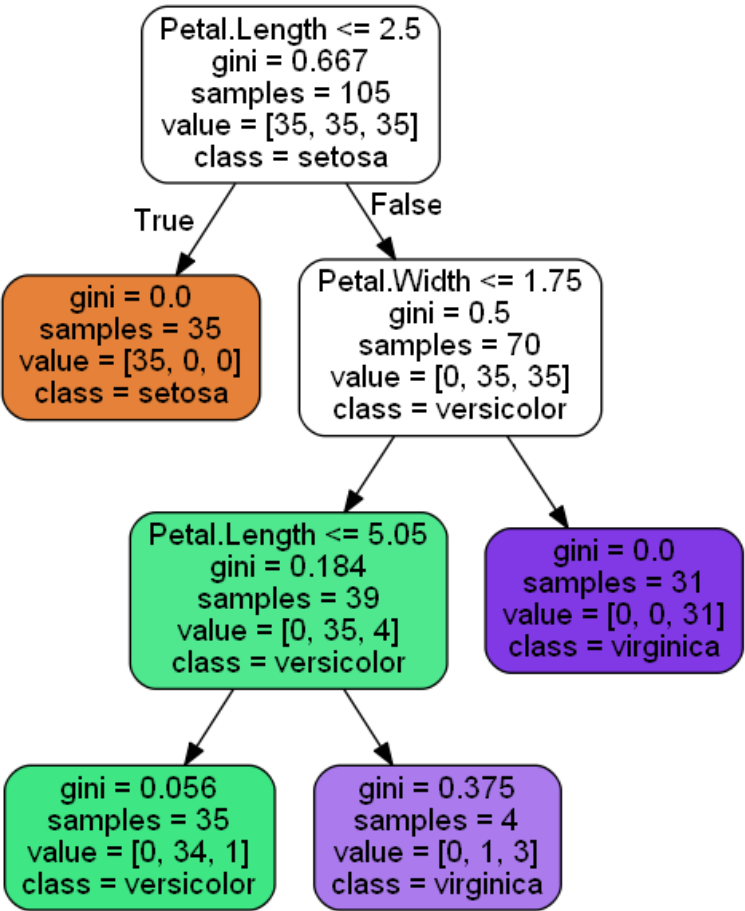 Petal.Length <= 2.5
gini = 0.667
samples = 105
value = [35, 35, 35]
class = setosa
True
False
gini = 0.0
samples = 35
value = [35, 0, 0]
class = setosa
Petal.Width <= 1.75
gini = 0.5
samples = 70
value = [0, 35, 35]
class = versicolor
Petal.Length <= 5.05
gini = 0.184
samples = 39
value = [0, 35, 4]
class = versicolor
gini = 0.0
samples = 31
value = [0, 0, 31]
class = virginica
gini = 0.056
samples = 35
value = [0, 34, 1]
class = versicolor
gini = 0.375
samples = 4
value = [0, 1, 3]
class = virginica